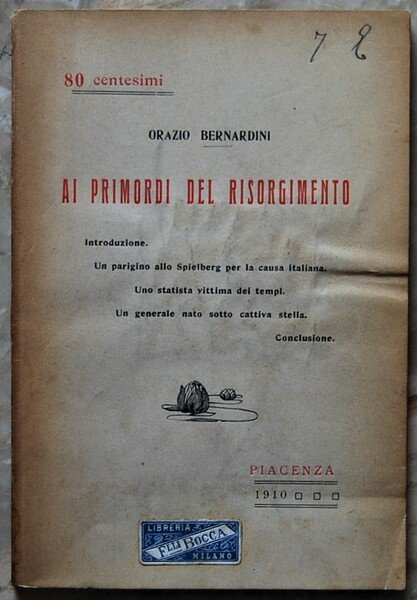 7 2
80 centesimi
ORAZIO BERNARDINI
AI PRIMORDI DEL RISORGIMENTO
Introduzione.
Un parigino allo Spielberg per la causa italiana.
Uno statista vittima dei tempi.
Un generale nato sotto cattiva stella.
Conclusione.
PIACENZA
1910
LIBRERIA
F.LLI BOCCA
MILANO